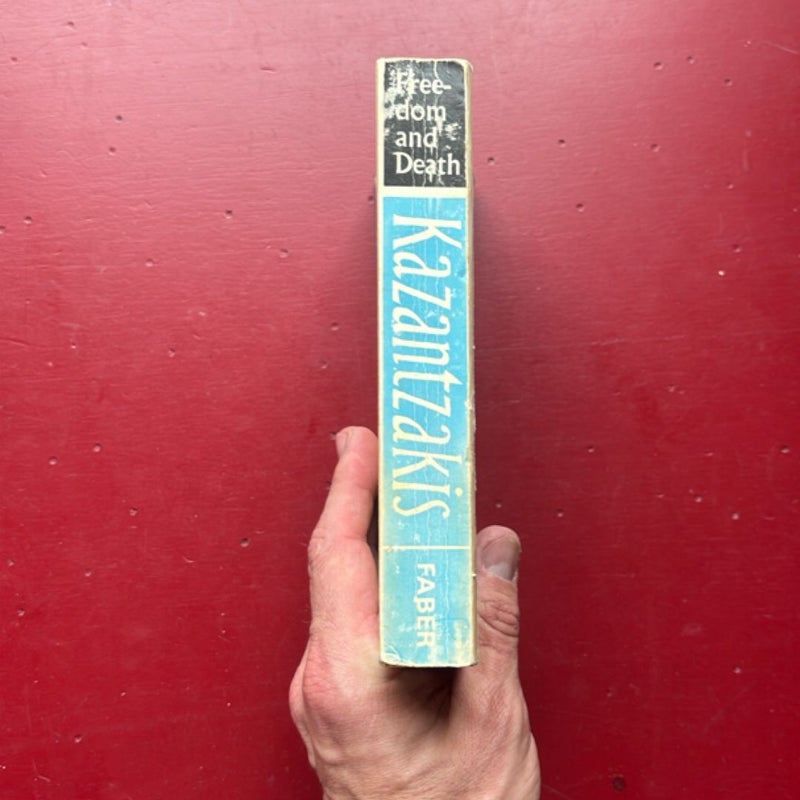 Free-
dom
and
Death
Kazantzakis
FABER